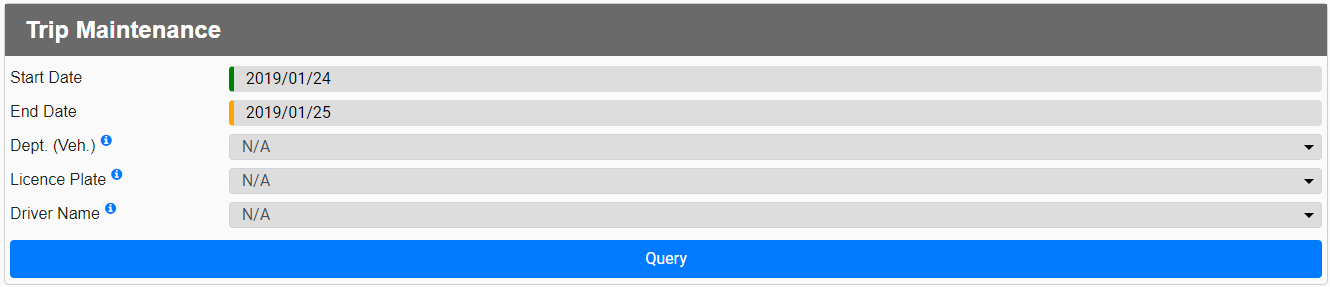 Trip Maintenance
Start Date 2019/01/24
End Date 2019/01/25
Dept. (Veh.) N/A
Licence Plate N/A
Driver Name N/A
Query